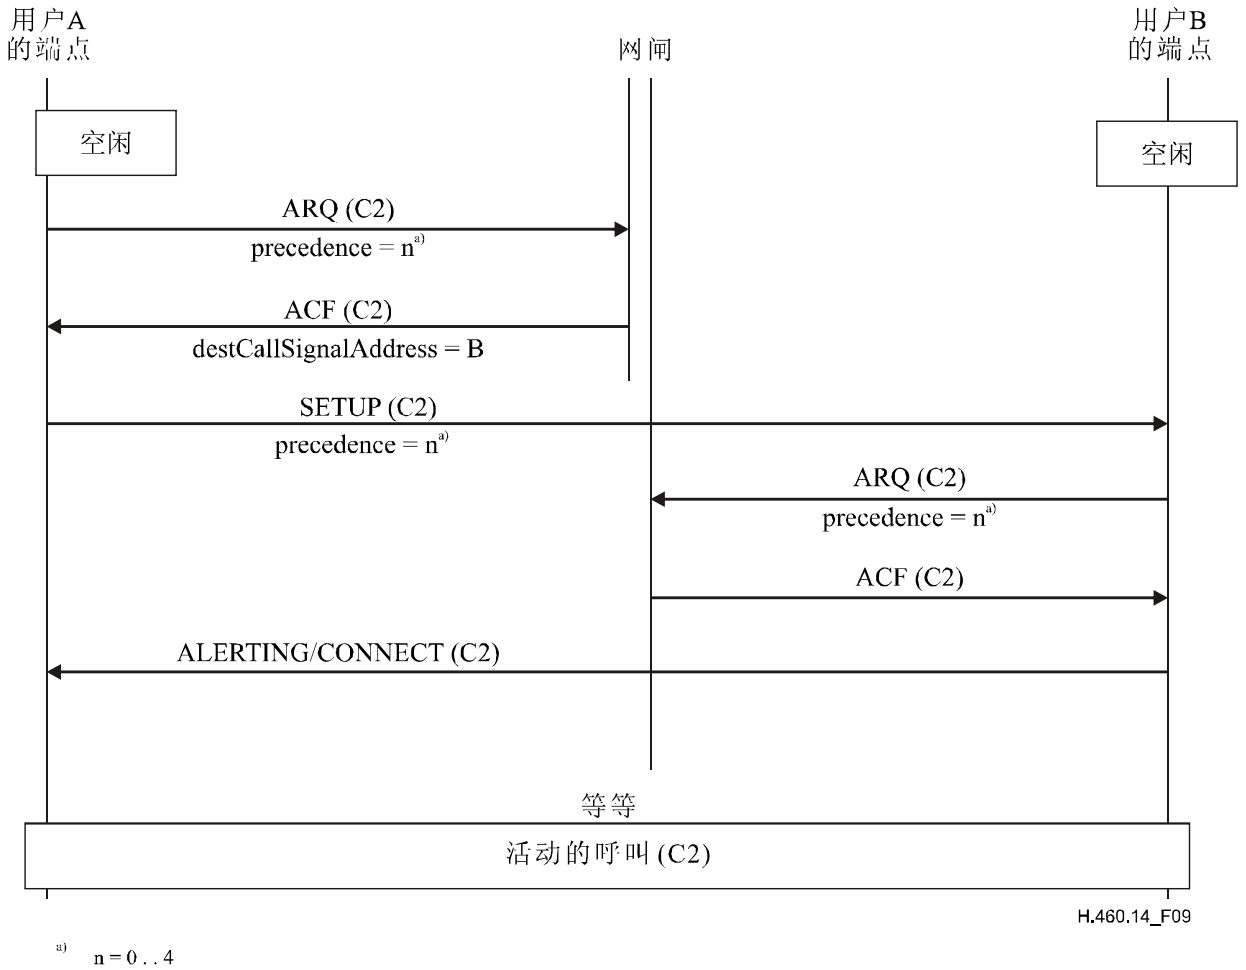 用户A
的端点
网闸
用户B
的端点
空闲
空闲
ARQ (C2)
precedence = n a)
ACF (C2)
destCallSignalAddress = B
SETUP (C2)
precedence = n a)
ARQ (C2)
precedence = n a)
ACF (C2)
ALERTING/CONNECT (C2)
等等
活动的呼叫(C2)
H.460.14_F09
a) n = 0 . . 4